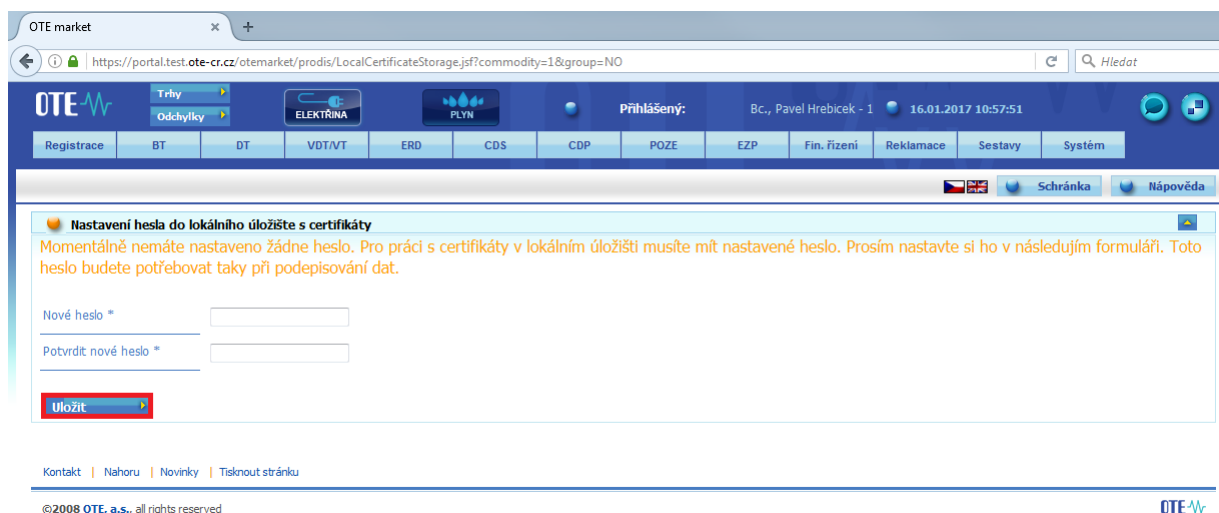 OTE market × +
https://portal.test.ote-cr.cz/otemarket/prodis/LocalCertificateStorage.jsf?commodity=1&group=NO Hledat
OTE Trhy ELEKTŘINA PLYN Přihlášený: Bc., Pavel Hrebicek - 1 16.01.2017 10:57:51
Odchylky
Registrace BT DT VDT/VT ERD CDS CDP POZE EZP Fin. řízení Reklamace Sestavy Systém
Schránka Nápověda
Nastavení hesla do lokálního úložište s certifikáty
Momentálně nemáte nastaveno žádne heslo. Pro práci s certifikáty v lokálním úložišti musíte mít nastavené heslo. Prosím nastavte si ho v následujím formuláři. Toto
heslo budete potřebovat taky při podepisování dat.
Nové heslo *
Potvrdit nové heslo *
Uložit
Kontakt | Nahoru | Novinky | Tisknout stránku
©2008 OTE, a.s., all rights reserved OTE